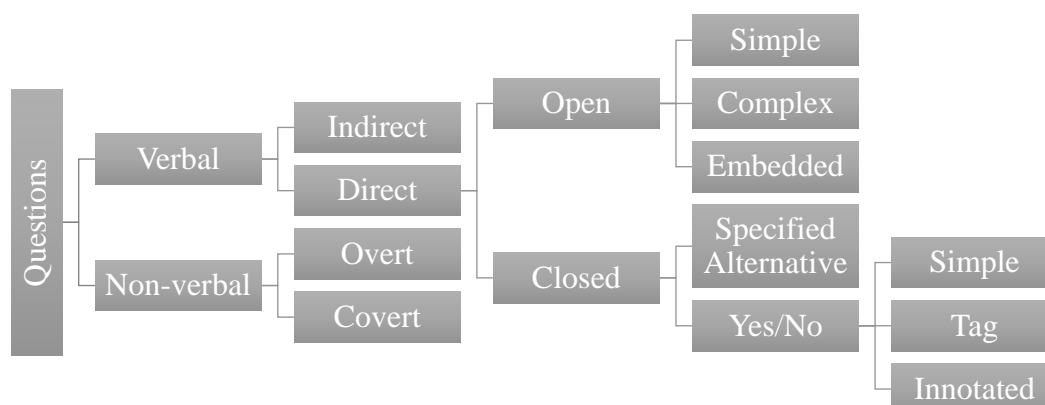 Questions
Verbal
Non-verbal
Indirect
Direct
Overt
Covert
Open
Closed
Simple
Complex
Embedded
Specified
Alternative
Yes/No
Simple
Tag
Innotated